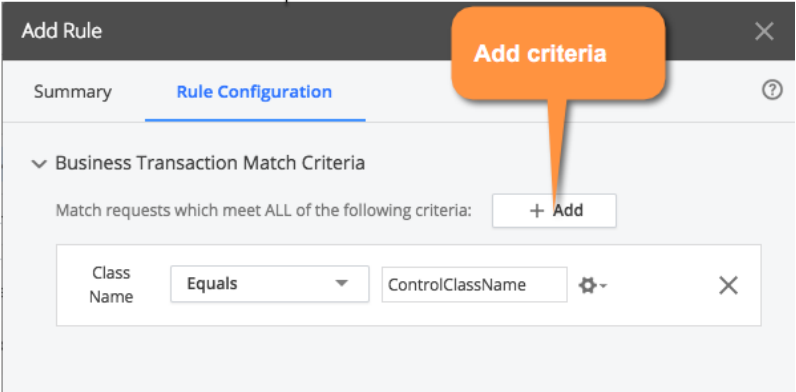 Add Rule
Add criteria
Summary
Rule Configuration
Business Transaction Match Criteria
Match requests which meet ALL of the following criteria:
+ Add
Class
Name
Equals
ControlClassName